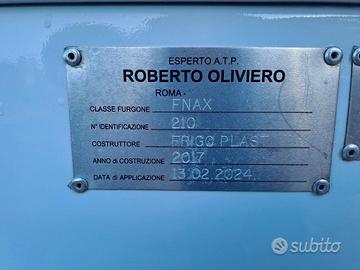 ESPERTO A.T.P.
ROBERTO OLIVIERO
ROMA -
CLASSE FURGONE FNAX
N° IDENTIFICAZIONE 210
COSTRUTTORE FRIGO PLAST
ANNO DI COSTRUZIONE 2017
DATA DI APPLICAZIONE 13.02.2024
subito